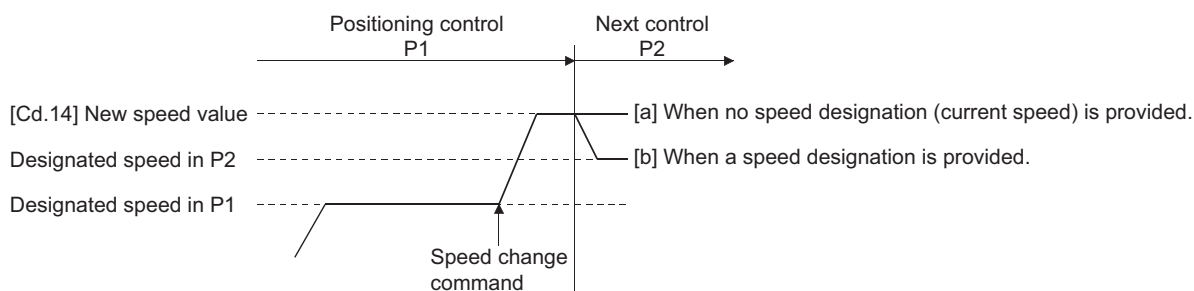 Positioning control
P1
Next control
P2
[Cd.14] New speed value
[a] When no speed designation (current speed) is provided.
Designated speed in P2
[b] When a speed designation is provided.
Designated speed in P1
Speed change
command